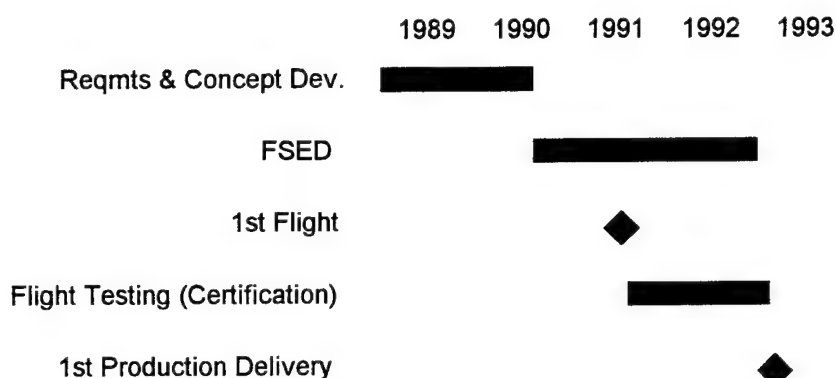 1989 1990 1991 1992 1993
Reqmts & Concept Dev.
FSED
1st Flight
Flight Testing (Certification)
1st Production Delivery